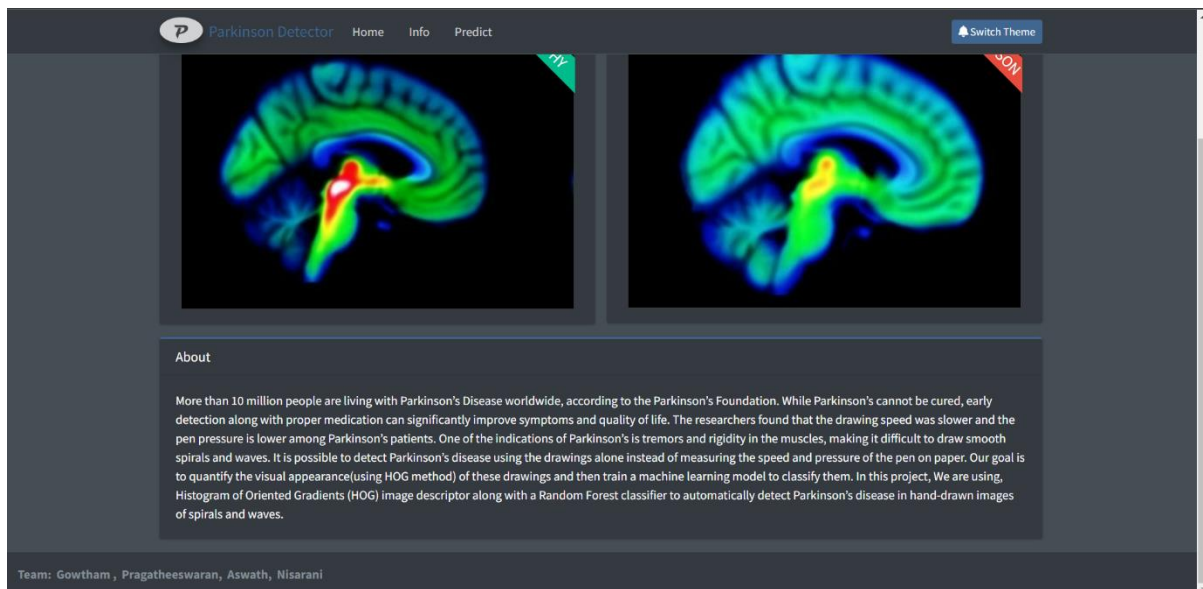 P Parkinson Detector Home Info Predict Switch Theme
HY
SON
About
More than 10 million people are living with Parkinson's Disease worldwide, according to the Parkinson's Foundation. While Parkinson's cannot be cured, early
detection along with proper medication can significantly improve symptoms and quality of life. The researchers found that the drawing speed was slower and the
pen pressure is lower among Parkinson's patients. One of the indications of Parkinson's is tremors and rigidity in the muscles, making it difficult to draw smooth
spirals and waves. It is possible to detect Parkinson's disease using the drawings alone instead of measuring the speed and pressure of the pen on paper. Our goal is
to quantify the visual appearance(using HOG method) of these drawings and then train a machine learning model to classify them. In this project, We are using,
Histogram of Oriented Gradients (HOG) image descriptor along with a Random Forest classifier to automatically detect Parkinson's disease in hand-drawn images
of spirals and waves.
Team: Gowtham , Pragatheeswaran, Aswath, Nisarani